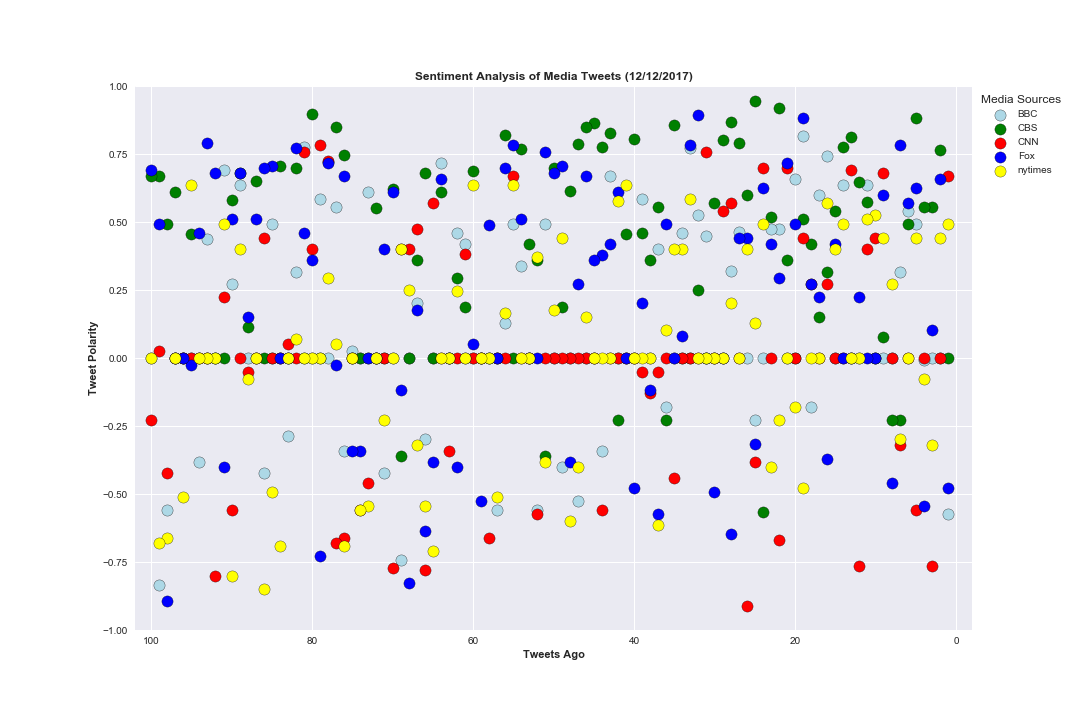 Sentiment Analysis of Media Tweets (12/12/2017)
Media Sources
BBC
CBS
CNN
Fox
nytimes
1.00
0.75
0.50
0.25
0.00
−0.25
−0.50
−0.75
−1.00
Tweet Polarity
100
80
60
40
20
0
Tweets Ago